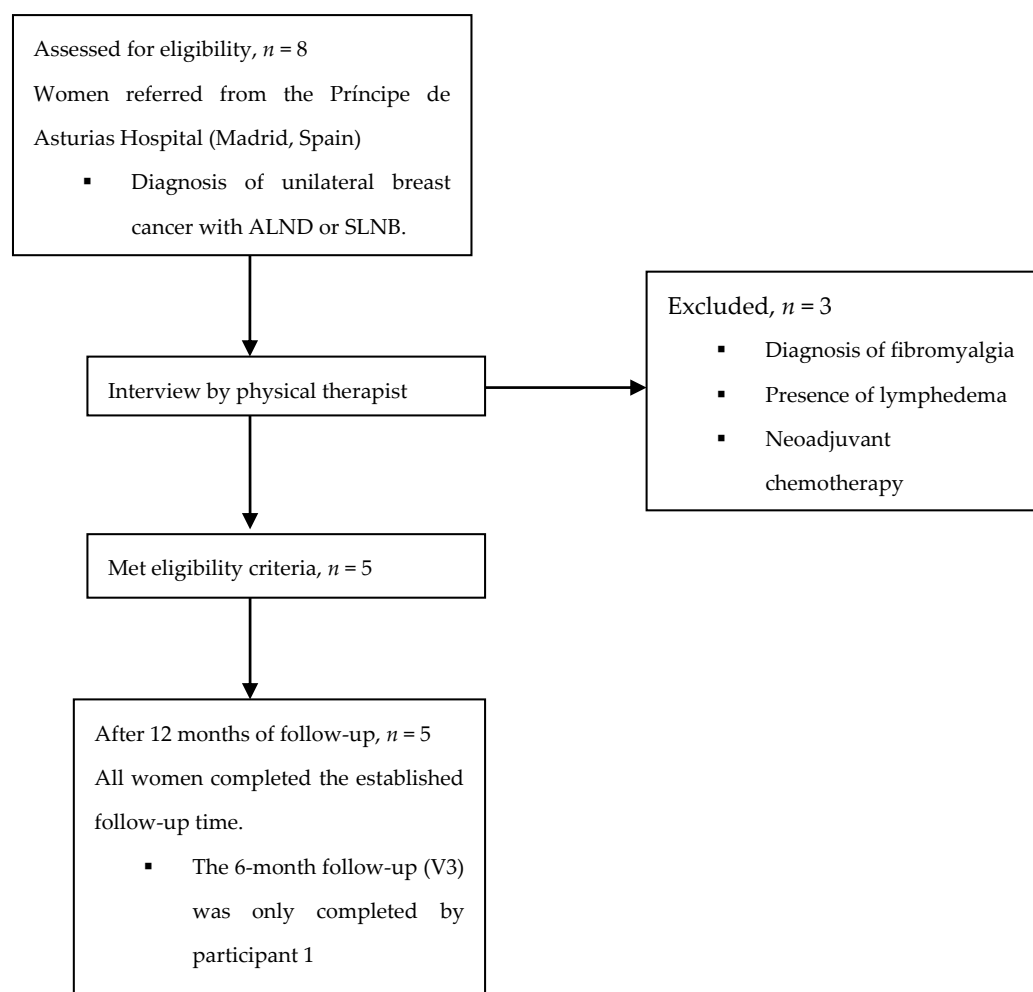 Assessed for eligibility, n = 8
Women referred from the Príncipe de
Asturias Hospital (Madrid, Spain)
▪ Diagnosis of unilateral breast
cancer with ALND or SLNB.
Excluded, n = 3
▪ Diagnosis of fibromyalgia
▪ Presence of lymphedema
▪ Neoadjuvant
chemotherapy
Interview by physical therapist
Met eligibility criteria, n = 5
After 12 months of follow-up, n = 5
All women completed the established
follow-up time.
▪ The 6-month follow-up (V3)
was only completed by
participant 1